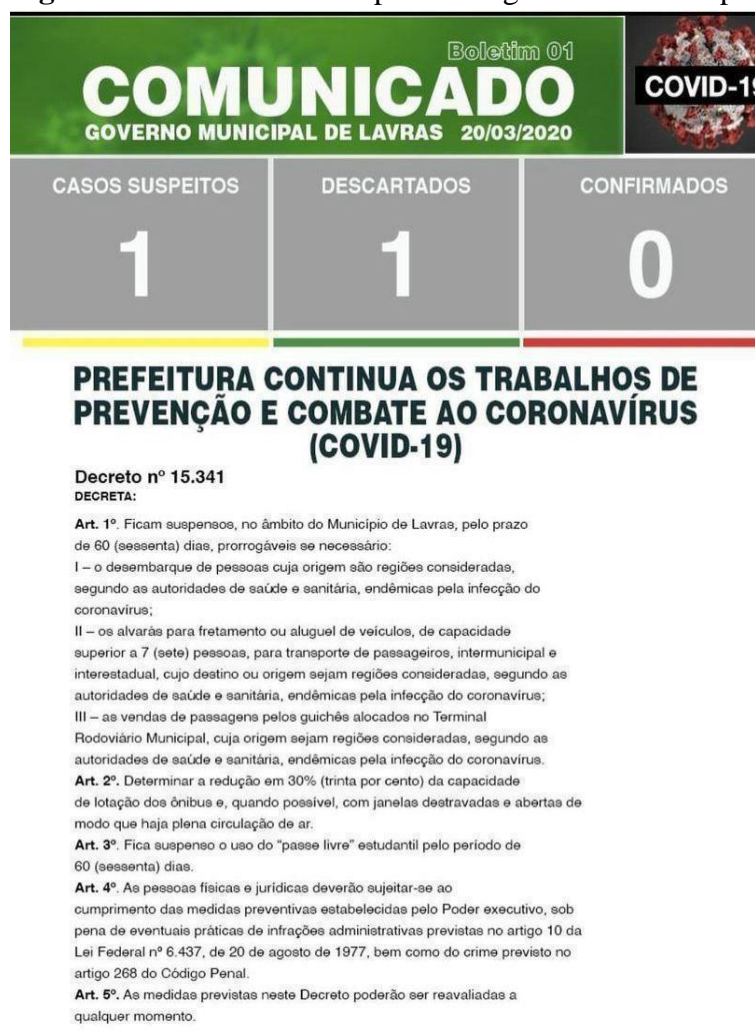 Boletim 01
COMUNICADO
GOVERNO MUNICIPAL DE LAVRAS 20/03/2020
COVID-19
CASOS SUSPEITOS
DESCARTADOS
CONFIRMADOS
1
1
0
PREFEITURA CONTINUA OS TRABALHOS DE
PREVENÇÃO E COMBATE AO CORONAVÍRUS
(COVID-19)
Decreto nº 15.341
DECRETA:
Art. 1º. Ficam suspensos, no âmbito do Município de Lavras, pelo prazo
de 60 (sessenta) dias, prorrogáveis se necessário:
I – o desembarque de pessoas cuja origem são regiões consideradas,
segundo as autoridades de saúde e sanitária, endêmicas pela infecção do
coronavírus;
II – os alvarás para fretamento ou aluguel de veículos, de capacidade
superior a 7 (sete) pessoas, para transporte de passageiros, intermunicipal e
interestadual, cujo destino ou origem sejam regiões consideradas, segundo as
autoridades de saúde e sanitária, endêmicas pela infecção do coronavírus;
III – as vendas de passagens pelos guichês alocados no Terminal
Rodoviário Municipal, cuja origem sejam regiões consideradas, segundo as
autoridades de saúde e sanitária, endêmicas pela infecção do coronavírus.
Art. 2º. Determinar a redução em 30% (trinta por cento) da capacidade
de lotação dos ônibus e, quando possível, com janelas destravadas e abertas de
modo que haja plena circulação de ar.
Art. 3º. Fica suspenso o uso do "passe livre" estudantil pelo período de
60 (sessenta) dias.
Art. 4º. As pessoas físicas e jurídicas deverão sujeitar-se ao
cumprimento das medidas preventivas estabelecidas pelo Poder executivo, sob
pena de eventuais práticas de infrações administrativas previstas no artigo 10 da
Lei Federal nº 6.437, de 20 de agosto de 1977, bem como do crime previsto no
artigo 268 do Código Penal.
Art. 5º. As medidas previstas neste Decreto poderão ser reavaliadas a
qualquer momento.